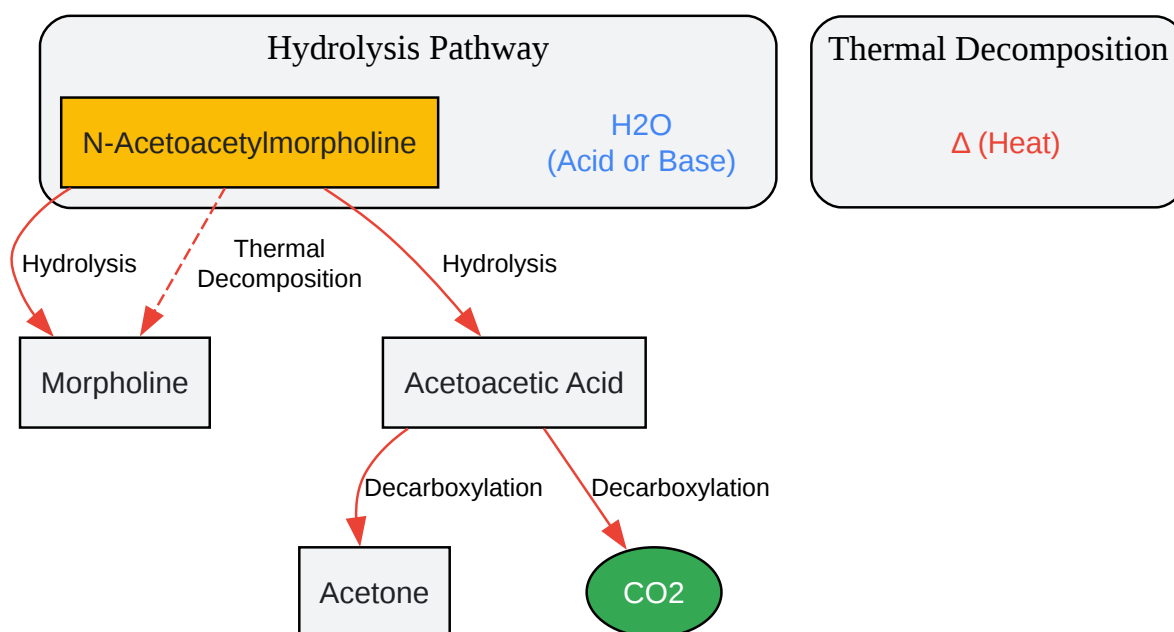 Hydrolysis Pathway
Thermal Decomposition
N-Acetoacetylmorpholine
H2O
(Acid or Base)
Δ (Heat)
Hydrolysis
Thermal
Decomposition
Hydrolysis
Morpholine
Acetoacetic Acid
Decarboxylation
Decarboxylation
Acetone
CO2